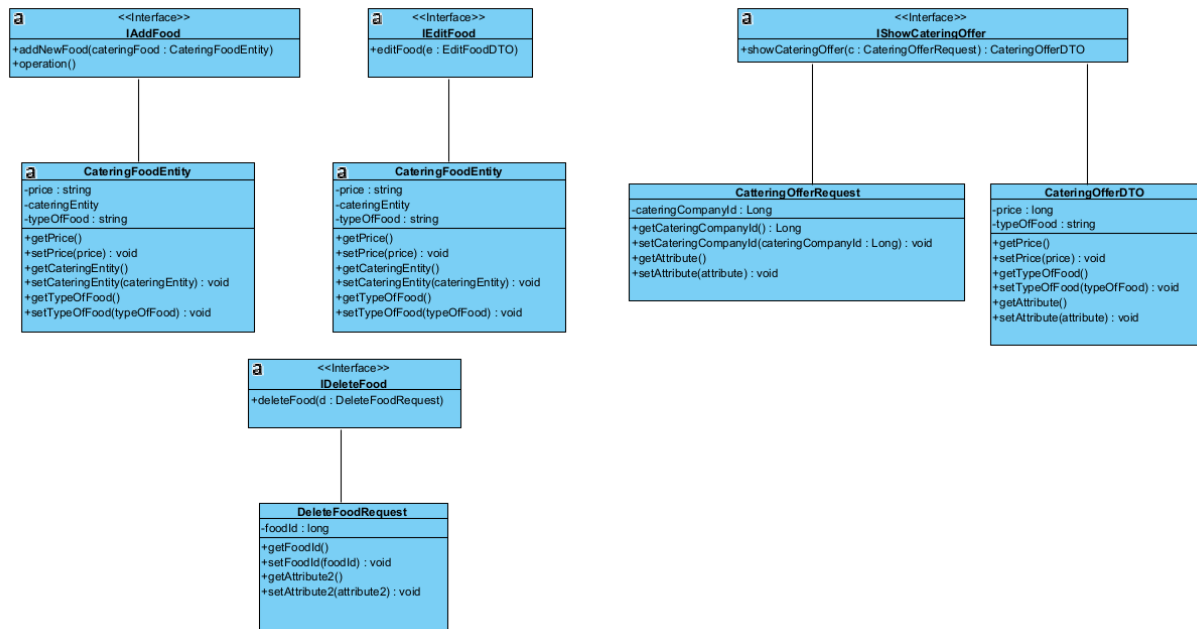 a
<<Interface>>
IAddFood
+addNewFood(cateringFood : CateringFoodEntity)
+operation()
a
<<Interface>>
IEditFood
+editFood(e : EditFoodDTO)
a
<<Interface>>
IShowCateringOffer
+showCateringOffer(c : CateringOfferRequest) : CateringOfferDTO
a
CateringFoodEntity
-price : string
-cateringEntity
-typeOfFood : string
+getPrice()
+setPrice(price) : void
+getCateringEntity()
+setCateringEntity(cateringEntity) : void
+getTypeOfFood()
+setTypeOfFood(typeOfFood) : void
a
CateringFoodEntity
-price : string
-cateringEntity
-typeOfFood : string
+getPrice()
+setPrice(price) : void
+getCateringEntity()
+setCateringEntity(cateringEntity) : void
+getTypeOfFood()
+setTypeOfFood(typeOfFood) : void
CatteringOfferRequest
-cateringCompanyId : Long
+getCateringCompanyId() : Long
+setCateringCompanyId(cateringCompanyId : Long) : void
+getAttribute()
+setAttribute(attribute) : void
CateringOfferDTO
-price : long
-typeOfFood : string
+getPrice()
+setPrice(price) : void
+getTypeOfFood()
+setTypeOfFood(typeOfFood) : void
+getAttribute()
+setAttribute(attribute) : void
a
<<Interface>>
IDeleteFood
+deleteFood(d : DeleteFoodRequest)
DeleteFoodRequest
-foodId : long
+getFoodId()
+setFoodId(foodId) : void
+getAttribute2()
+setAttribute2(attribute2) : void